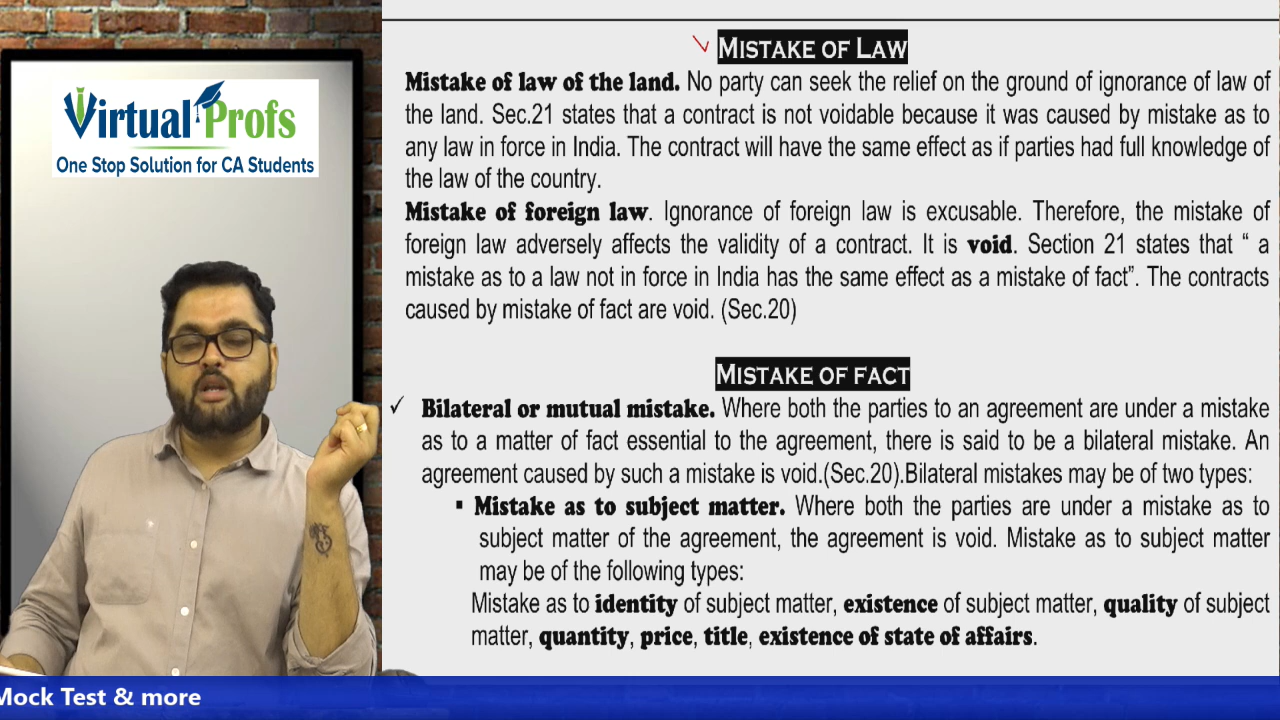 Virtual Profs
One Stop Solution for CA Students
MISTAKE OF LAW
Mistake of law of the land. No party can seek the relief on the ground of ignorance of law of
the land. Sec.21 states that a contract is not voidable because it was caused by mistake as to
any law in force in India. The contract will have the same effect as if parties had full knowledge of
the law of the country.
Mistake of foreign law. Ignorance of foreign law is excusable. Therefore, the mistake of
foreign law adversely affects the validity of a contract. It is void. Section 21 states that “ a
mistake as to a law not in force in India has the same effect as a mistake of fact”. The contracts
caused by mistake of fact are void. (Sec.20)
MISTAKE OF FACT
✓ Bilateral or mutual mistake. Where both the parties to an agreement are under a mistake
as to a matter of fact essential to the agreement, there is said to be a bilateral mistake. An
agreement caused by such a mistake is void.(Sec.20).Bilateral mistakes may be of two types:
▪ Mistake as to subject matter. Where both the parties are under a mistake as to
subject matter of the agreement, the agreement is void. Mistake as to subject matter
may be of the following types:
Mistake as to identity of subject matter, existence of subject matter, quality of subject
matter, quantity, price, title, existence of state of affairs.
Mock Test & more